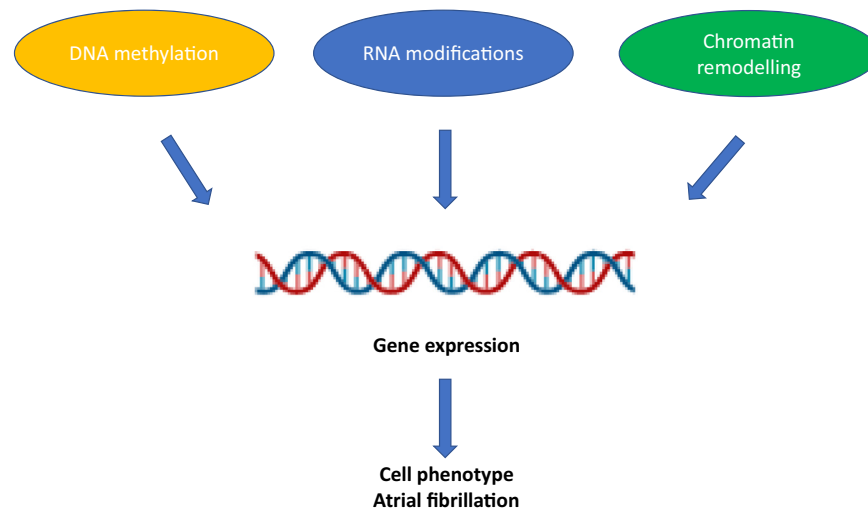 DNA methylation
RNA modifications
Chromatin
remodelling
Gene expression
Cell phenotype
Atrial fibrillation